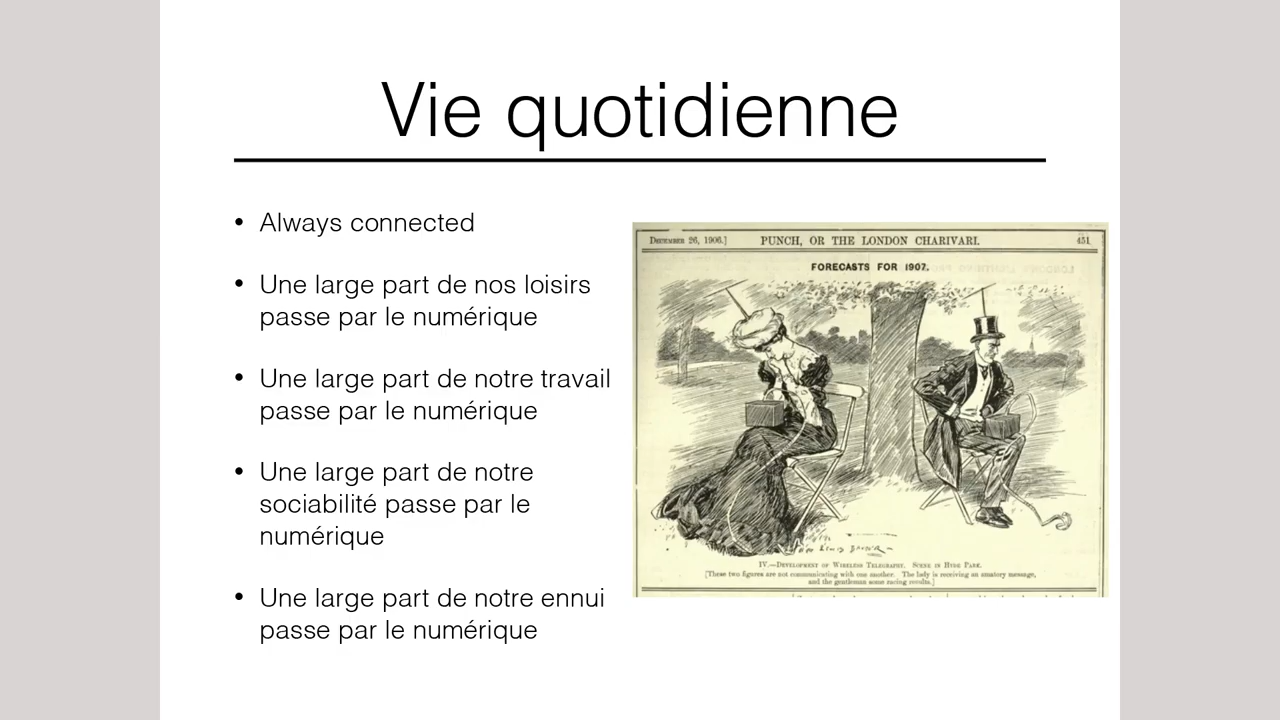 Vie quotidienne
• Always connected
• Une large part de nos loisirs
passe par le numérique
• Une large part de notre travail
passe par le numérique
• Une large part de notre
sociabilité passe par le
numérique
• Une large part de notre ennui
passe par le numérique
December 26, 1906.] PUNCH, OR THE LONDON CHARIVARI. 451
FORECASTS FOR 1907.
IV.—Development of Wireless Telegraphy. Scene in Hyde Park.
[These two figures are not communicating with one another. The lady is receiving an amatory message,
and the gentleman some racing results.]